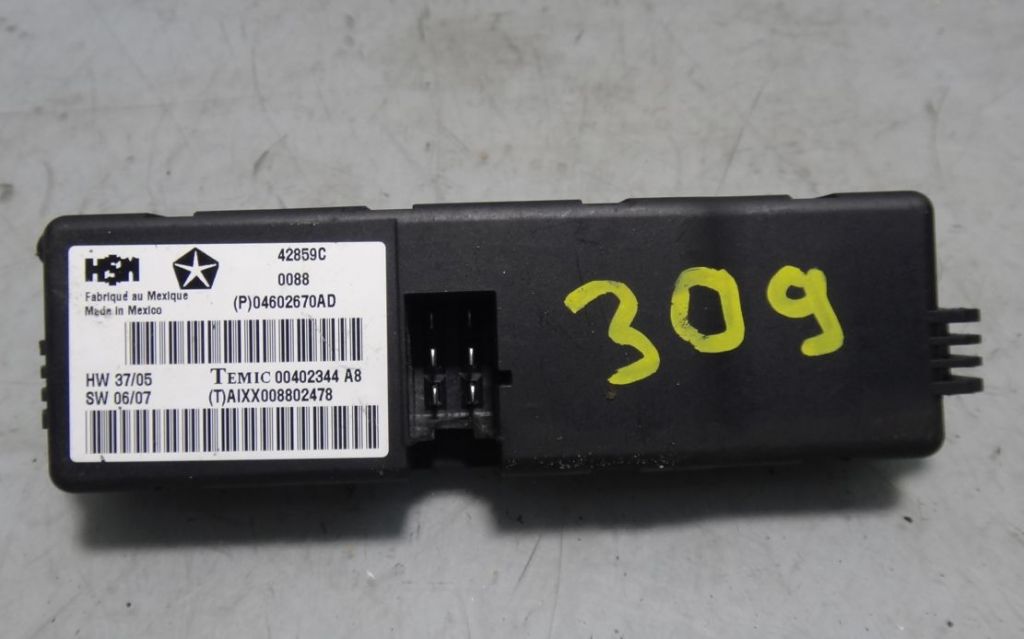 HSM
42859C
0088
Fabriqué au Mexique
Made in Mexico
(P)04602670AD
HW 37/05
TEMIC 00402344 A8
SW 06/07
(T)AIXX008802478
309